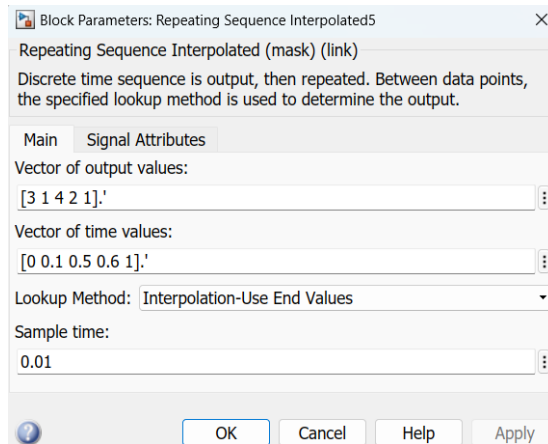 Block Parameters: Repeating Sequence Interpolated5
Repeating Sequence Interpolated (mask) (link)
Discrete time sequence is output, then repeated. Between data points,
the specified lookup method is used to determine the output.
Main Signal Attributes
Vector of output values:
[3 1 4 2 1].'
Vector of time values:
[0 0.1 0.5 0.6 1].'
Lookup Method: Interpolation-Use End Values
Sample time:
0.01
OK Cancel Help Apply